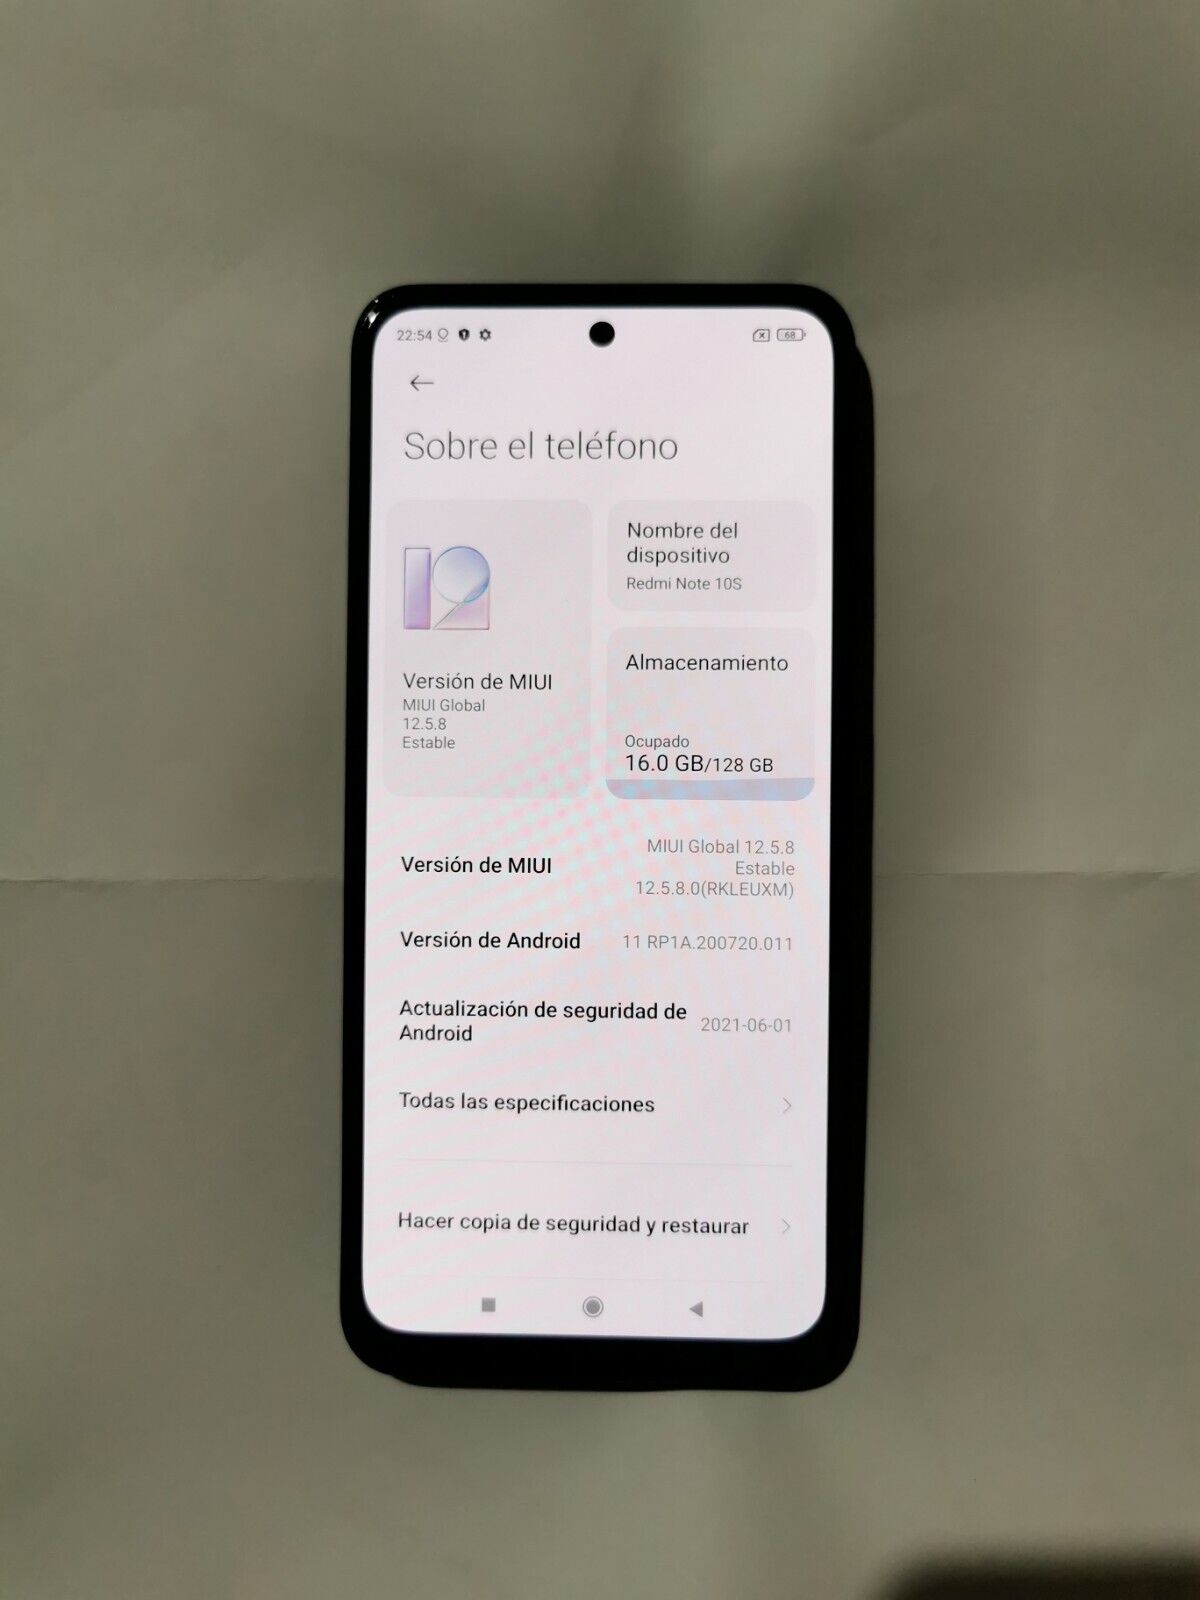 22:54
68
Sobre el teléfono
12
Versión de MIUI
MIUI Global
12.5.8
Estable
Nombre del
dispositivo
Redmi Note 10S
Almacenamiento
Ocupado
16.0 GB/128 GB
Versión de MIUI
MIUI Global 12.5.8
Estable
12.5.8.0(RKLEUXM)
Versión de Android
11 RP1A.200720.011
Actualización de seguridad de
Android
2021-06-01
Todas las especificaciones
Hacer copia de seguridad y restaurar